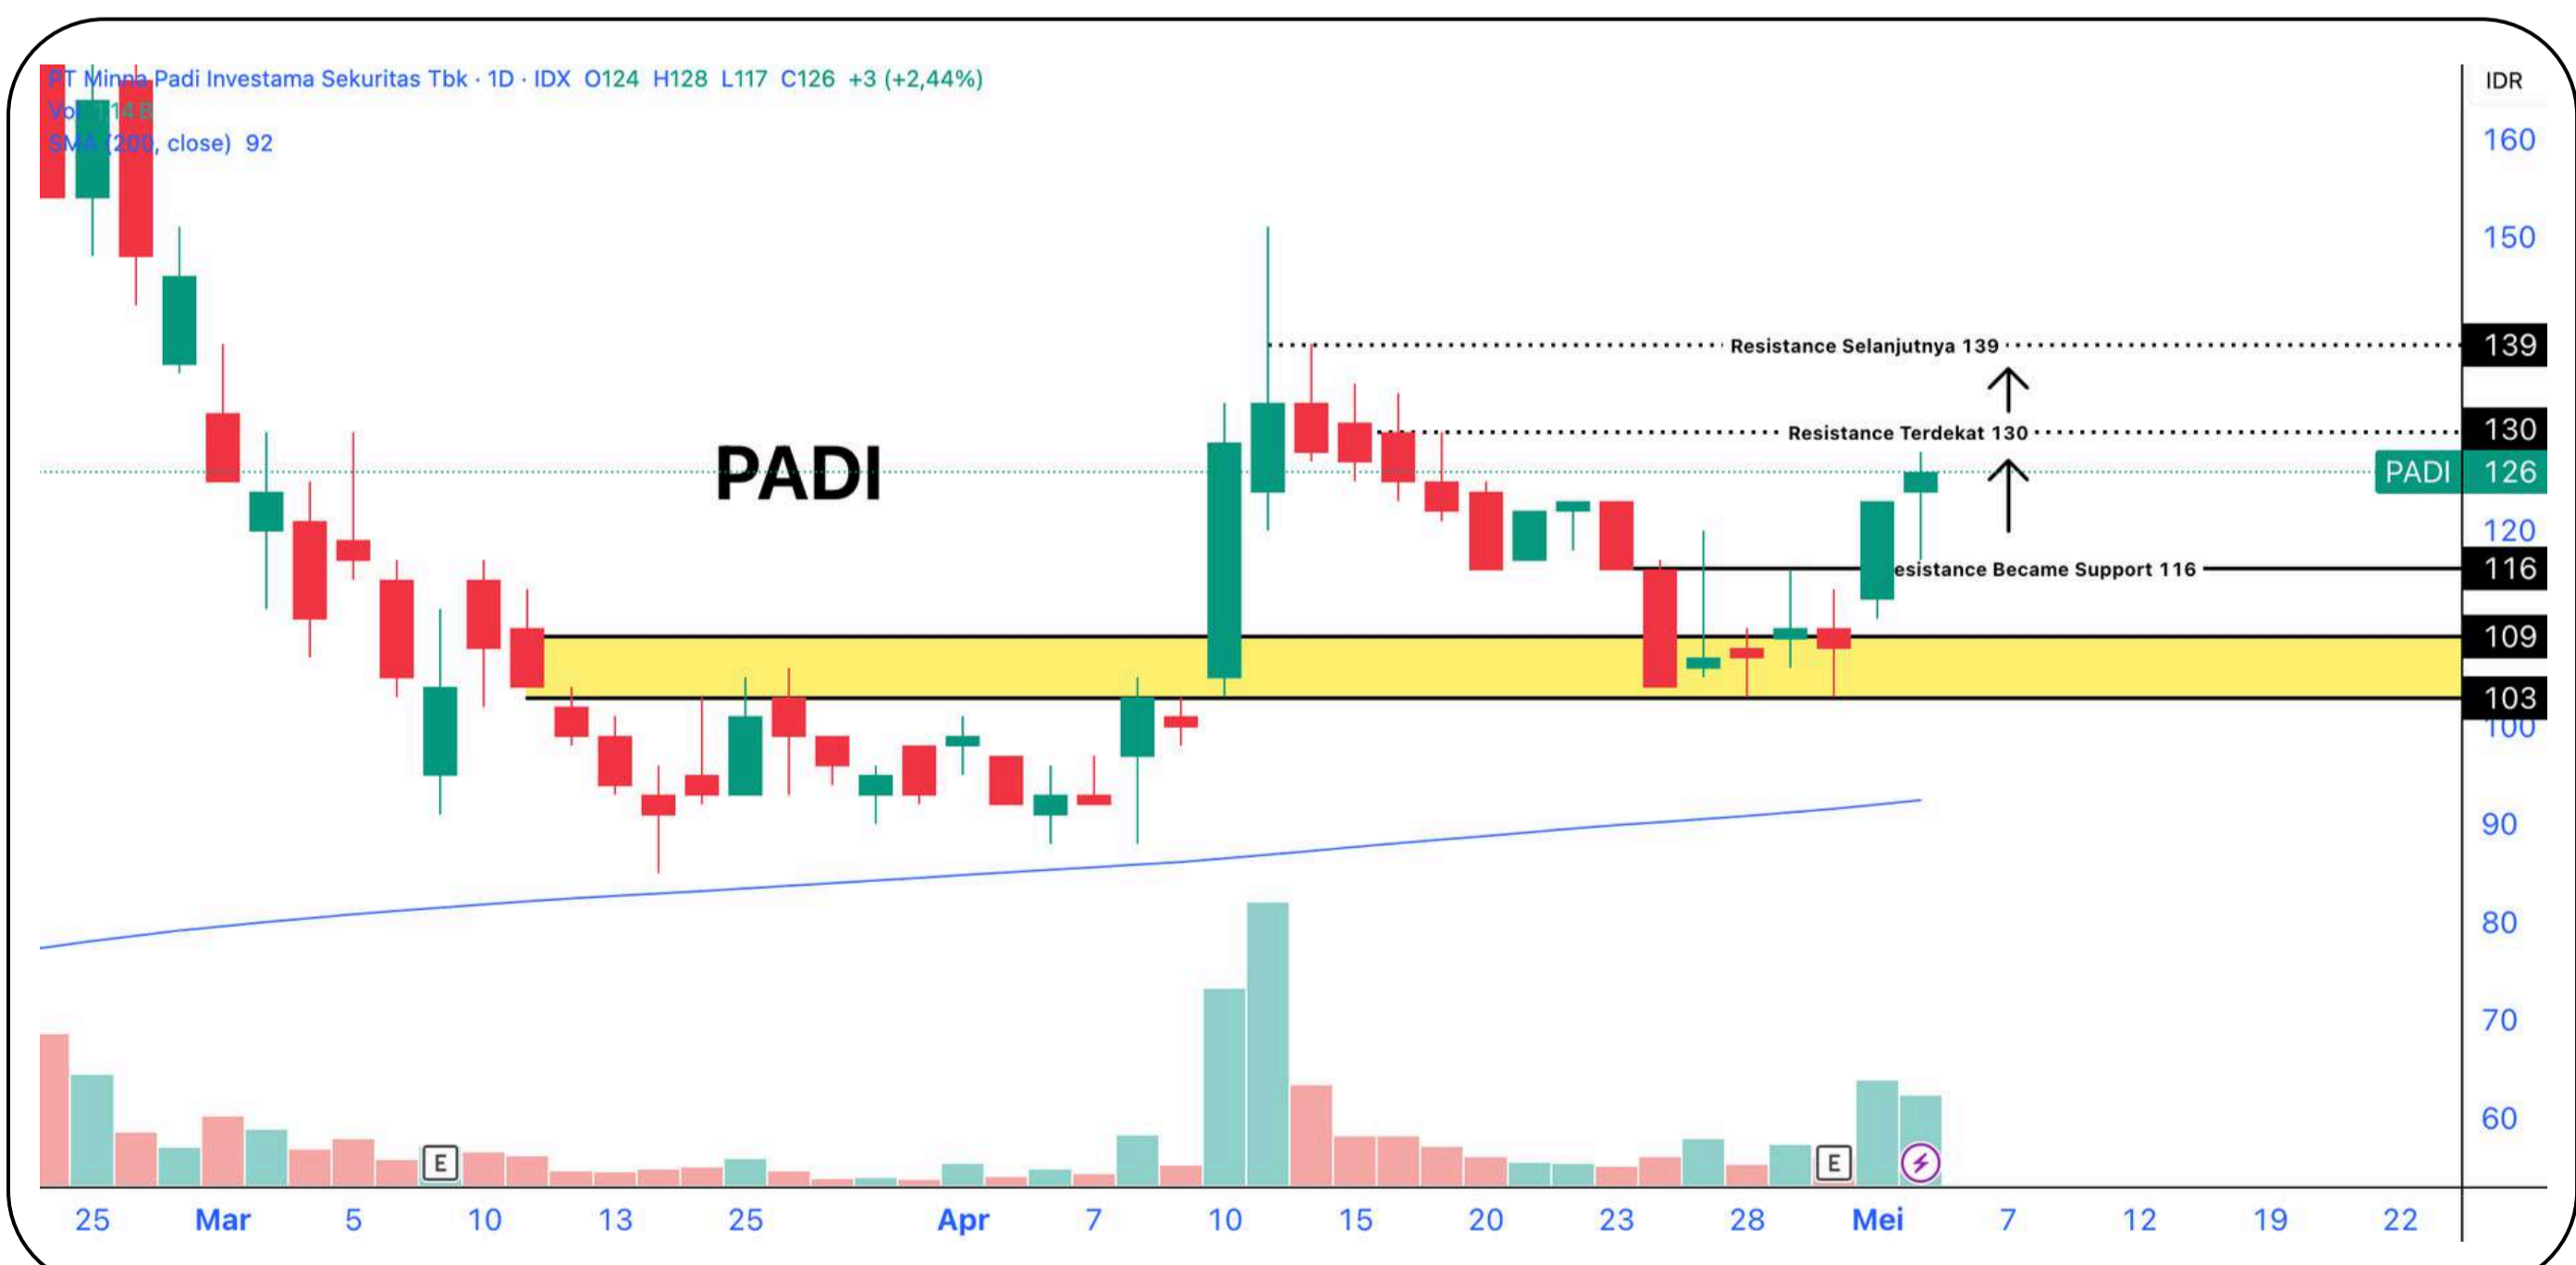 PT Minna Padi Investama Sekuritas Tbk · 1D · IDX O124 H128 L117 C126 +3 (+2,44%)
IDR
Vol 1,14 B
SMA (200, close) 92
160
150
Resistance Selanjutnya 139
139
Resistance Terdekat 130
130
PADI
PADI 126
120
esistance Became Support 116
116
109
103
100
90
80
70
60
E
E
25 Mar 5 10 13 25 Apr 7 10 15 20 23 28 Mei 7 12 19 22